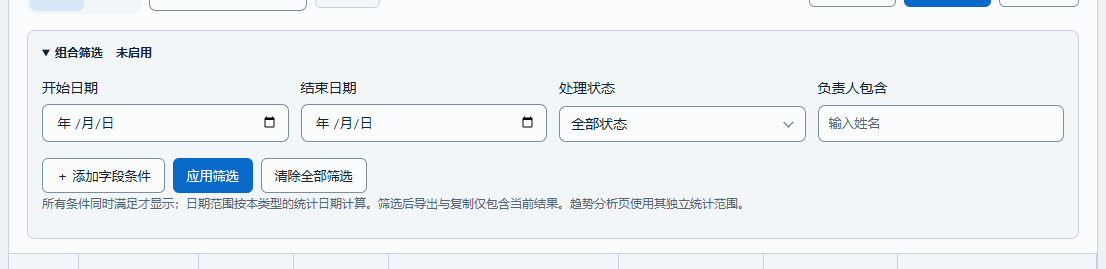 ▼ 组合筛选 未启用
开始日期 结束日期 处理状态 负责人包含
年 /月/日 年 /月/日 全部状态 输入姓名
+ 添加字段条件 应用筛选 清除全部筛选
所有条件同时满足才显示；日期范围按本类型的统计日期计算。筛选后导出与复制仅包含当前结果。趋势分析页使用其独立统计范围。